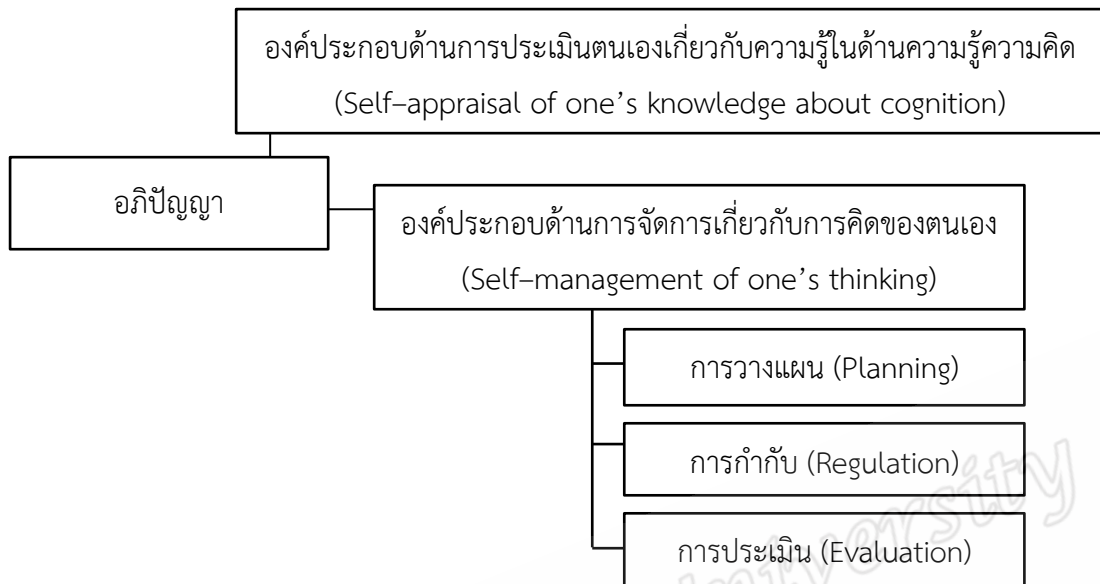 องค์ประกอบด้านการประเมินตนเองเกี่ยวกับความรู้ในด้านความรู้ความคิด
(Self–appraisal of one’s knowledge about cognition)
อภิปัญญา
องค์ประกอบด้านการจัดการเกี่ยวกับการคิดของตนเอง
(Self–management of one’s thinking)
การวางแผน (Planning)
การกำกับ (Regulation)
การประเมิน (Evaluation)
University